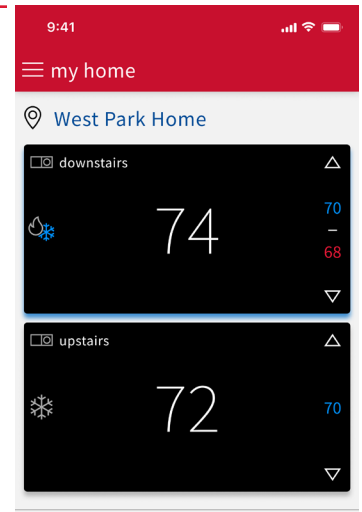 9:41
my home
West Park Home
downstairs
74
70
–
68
upstairs
72
70